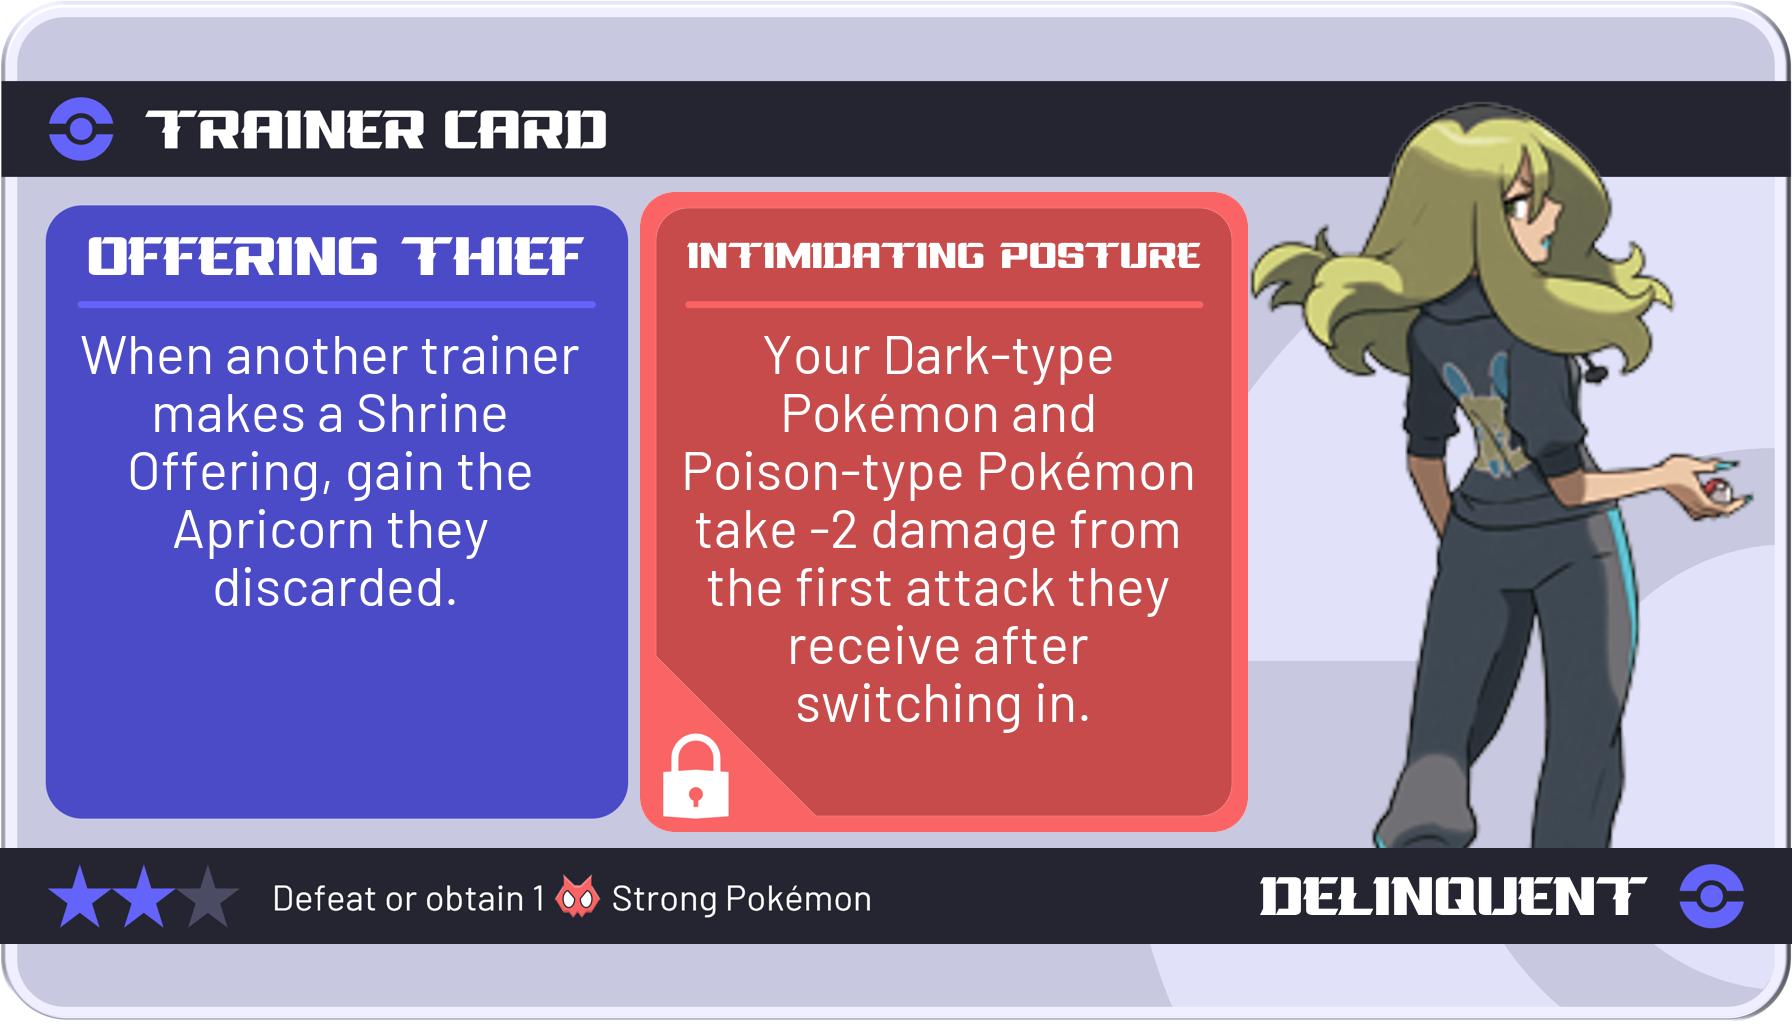 TRAINER CARD
OFFERING THIEF
When another trainer
makes a Shrine
Offering, gain the
Apricorn they
discarded.
INTIMIDATING POSTURE
Your Dark-type
Pokémon and
Poison-type Pokémon
take -2 damage from
the first attack they
receive after
switching in.
Defeat or obtain 1 Strong Pokémon
DELINQUENT